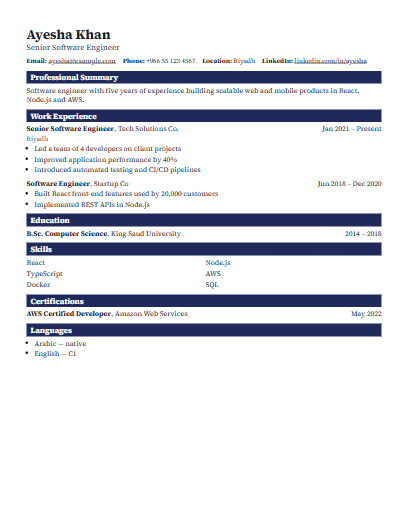 Ayesha Khan
Senior Software Engineer
Email: ayesha@example.com Phone: +966 55 123 4567 Location: Riyadh LinkedIn: linkedin.com/in/ayesha
Professional Summary
Software engineer with five years of experience building scalable web and mobile products in React,
Node.js and AWS.
Work Experience
Senior Software Engineer, Tech Solutions Co. Jan 2021 – Present
Riyadh
• Led a team of 4 developers on client projects
• Improved application performance by 40%
• Introduced automated testing and CI/CD pipelines
Software Engineer, Startup Co Jun 2018 – Dec 2020
• Built React front-end features used by 20,000 customers
• Implemented REST APIs in Node.js
Education
B.Sc. Computer Science, King Saud University 2014 – 2018
Skills
React Node.js
TypeScript AWS
Docker SQL
Certifications
AWS Certified Developer, Amazon Web Services May 2022
Languages
• Arabic — native
• English — C1